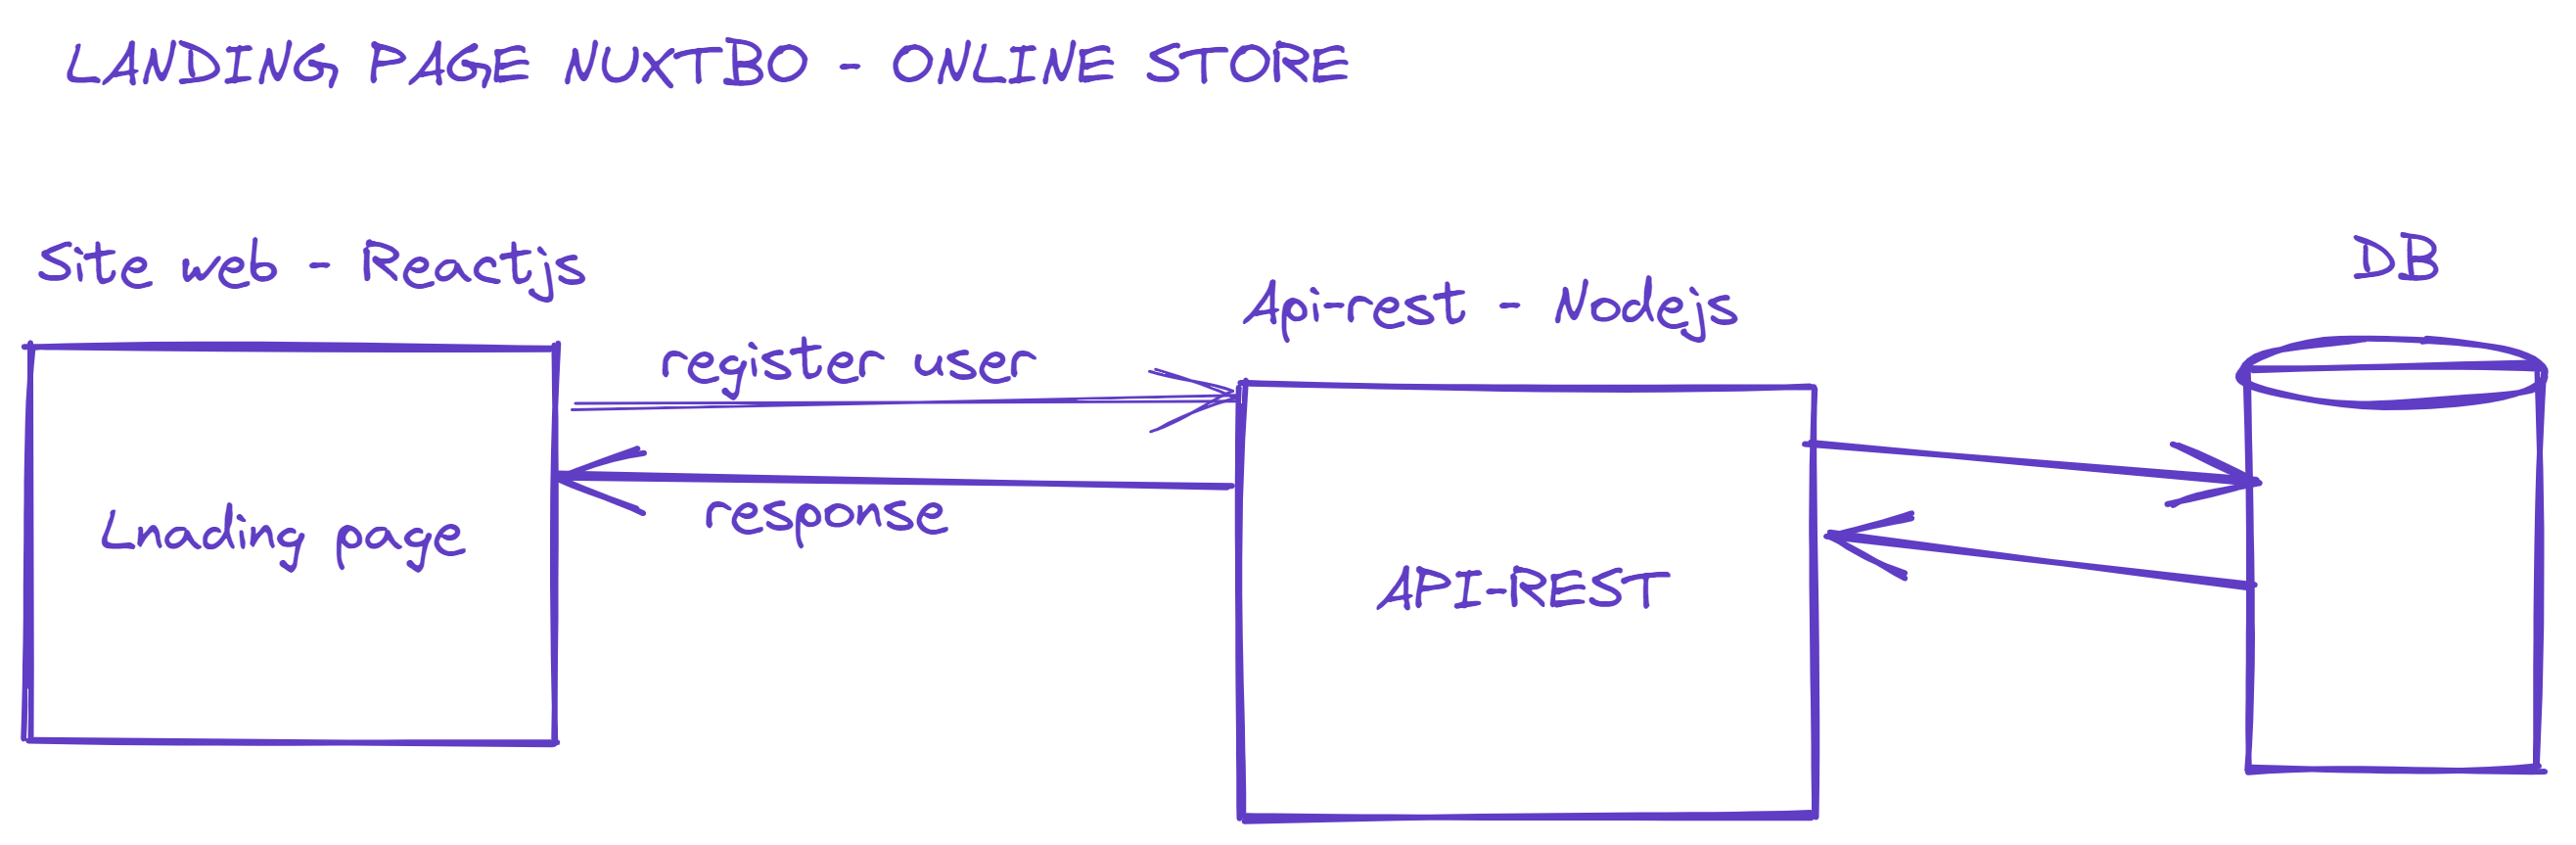 LANDING PAGE NUXTBO - ONLINE STORE
Site web - Reactjs
Api-rest - Nodejs
DB
register user
response
Lnading page
API-REST